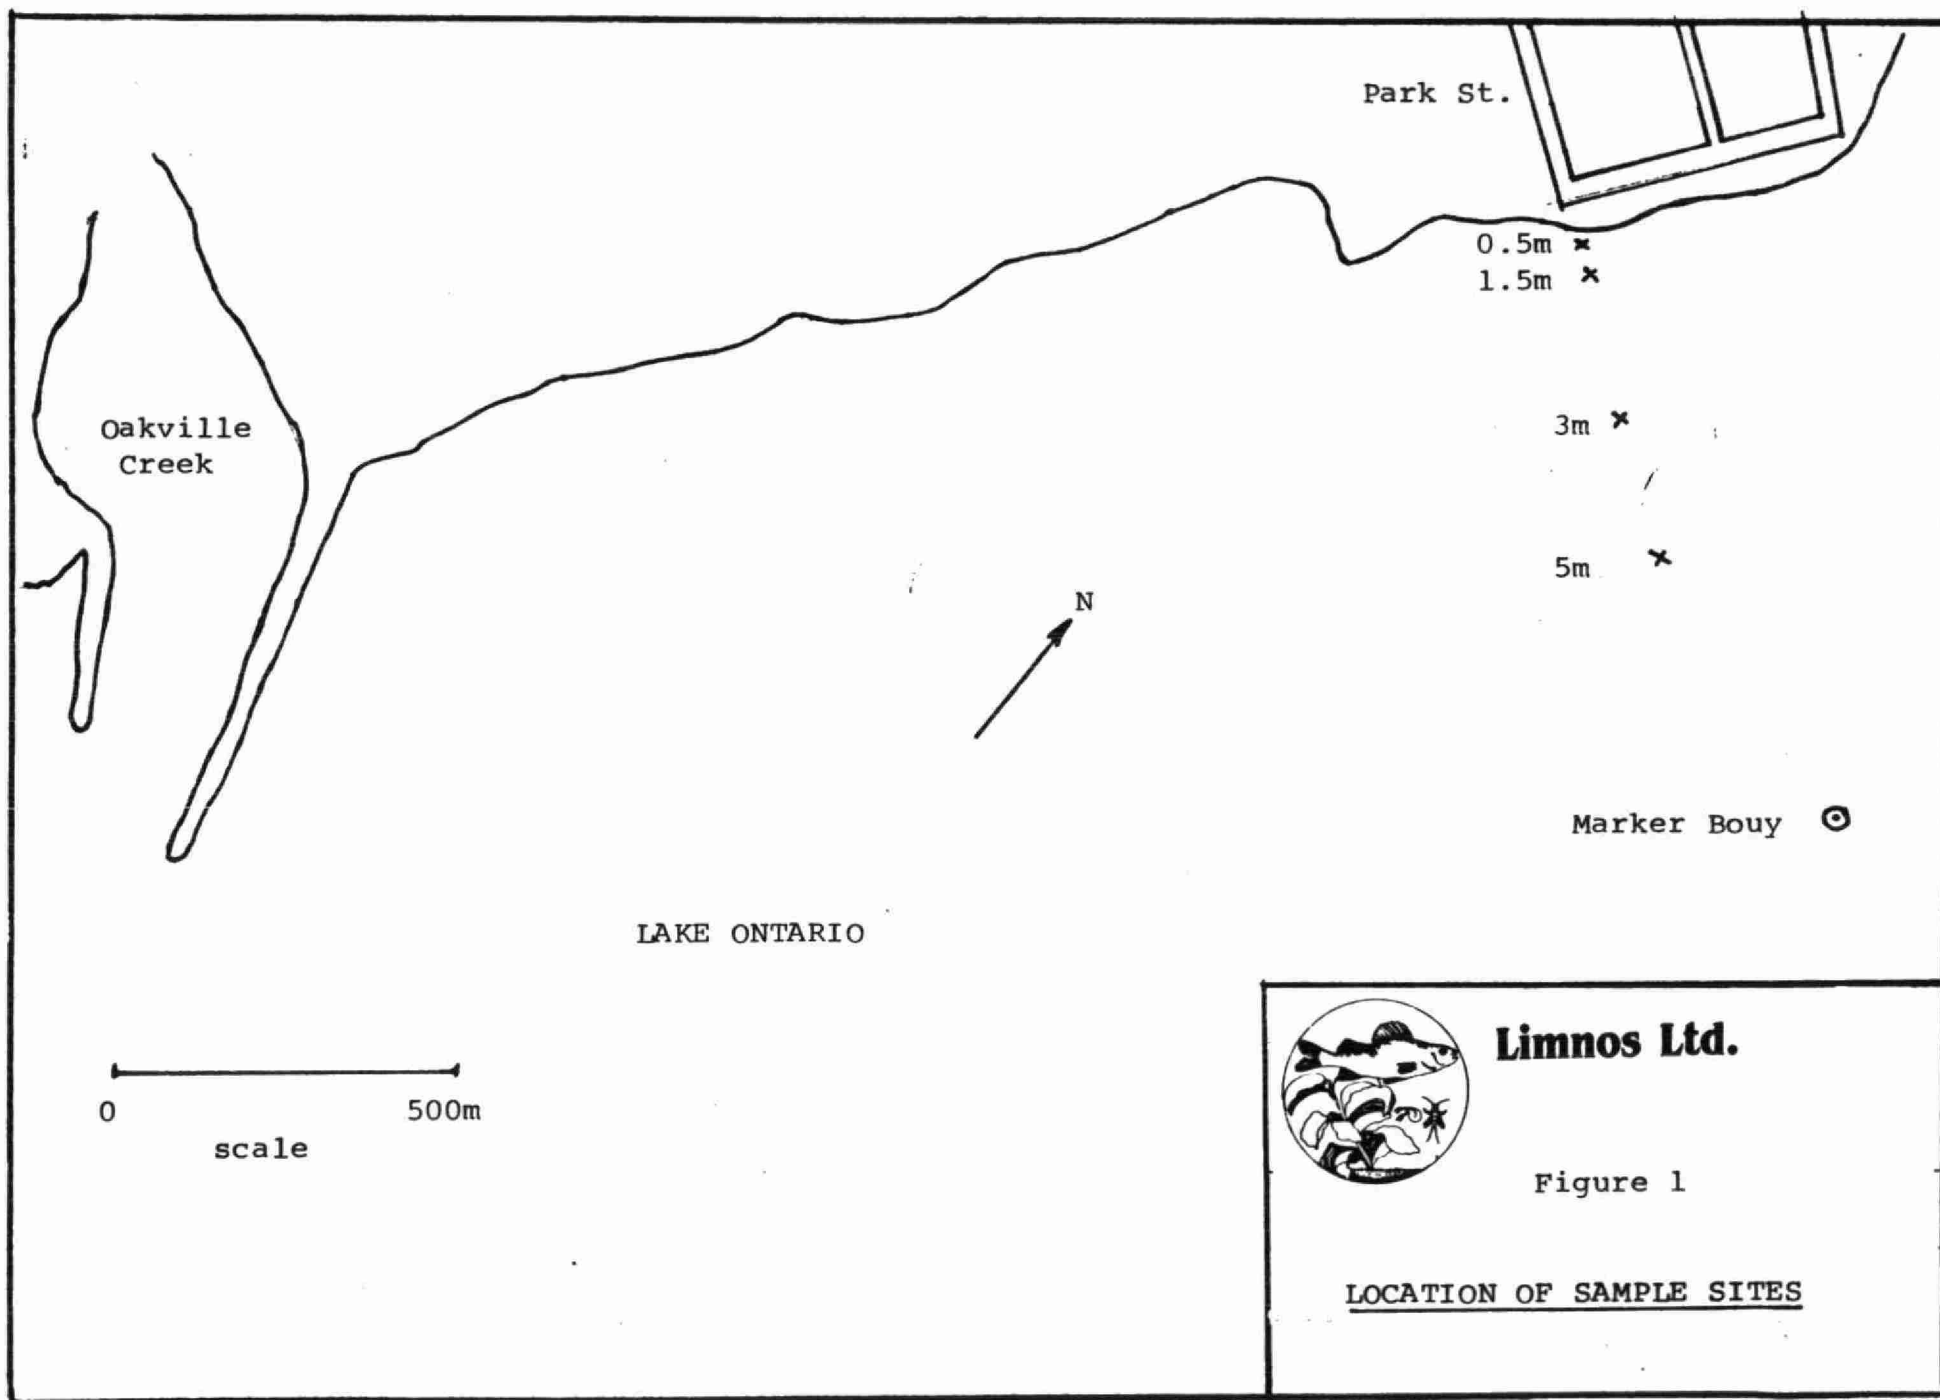 Park St.
0.5m
1.5m
Oakville
Creek
3m
5m
N
Marker Bouy
LAKE ONTARIO
0
500m
scale
Limnos Ltd.
Figure 1
LOCATION OF SAMPLE SITES